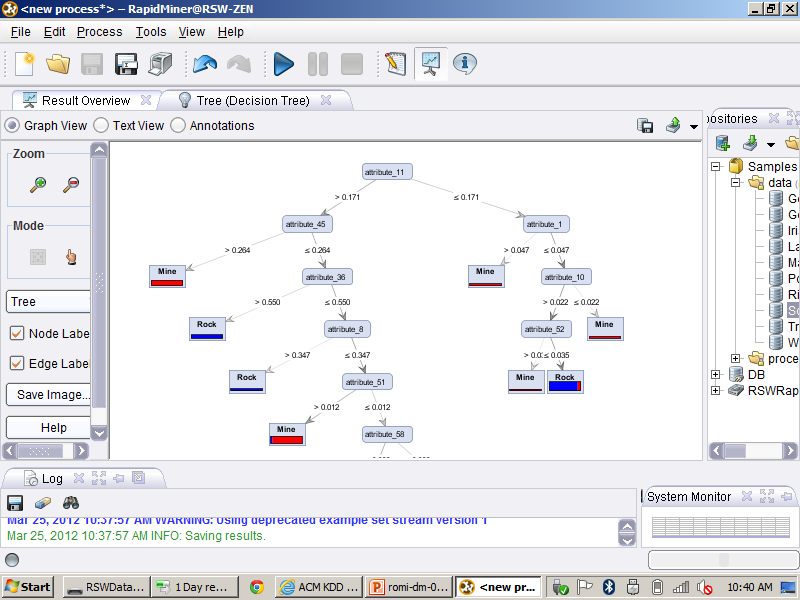 <new process*> – RapidMiner@RSW-ZEN
File Edit Process Tools View Help
Result Overview Tree (Decision Tree)
Graph View Text View Annotations
Zoom
Mode
Tree
Node Labe
Edge Labe
Save Image...
Help
attribute_11
> 0.171 ≤ 0.171
attribute_45 attribute_1
> 0.264 ≤ 0.264 > 0.047 ≤ 0.047
Mine attribute_36 Mine attribute_10
> 0.550 ≤ 0.550 > 0.022 ≤ 0.022
Rock attribute_8 attribute_52 Mine
> 0.347 ≤ 0.347 ≤ 0.035
Rock attribute_51 Mine Rock
> 0.012 ≤ 0.012
Mine attribute_58
positories
Samples
data
Ge
Go
Iri
La
Ma
Po
Ri
So
Tr
W
proce
DB
RSWRap
Log
Mar 25, 2012 10:37:57 AM WARNING: Using deprecated example set stream version 1
Mar 25, 2012 10:37:57 AM INFO: Saving results.
System Monitor
Start RSWData... 1 Day re... ACM KDD ... romi-dm-0... <new pr... 10:40 AM